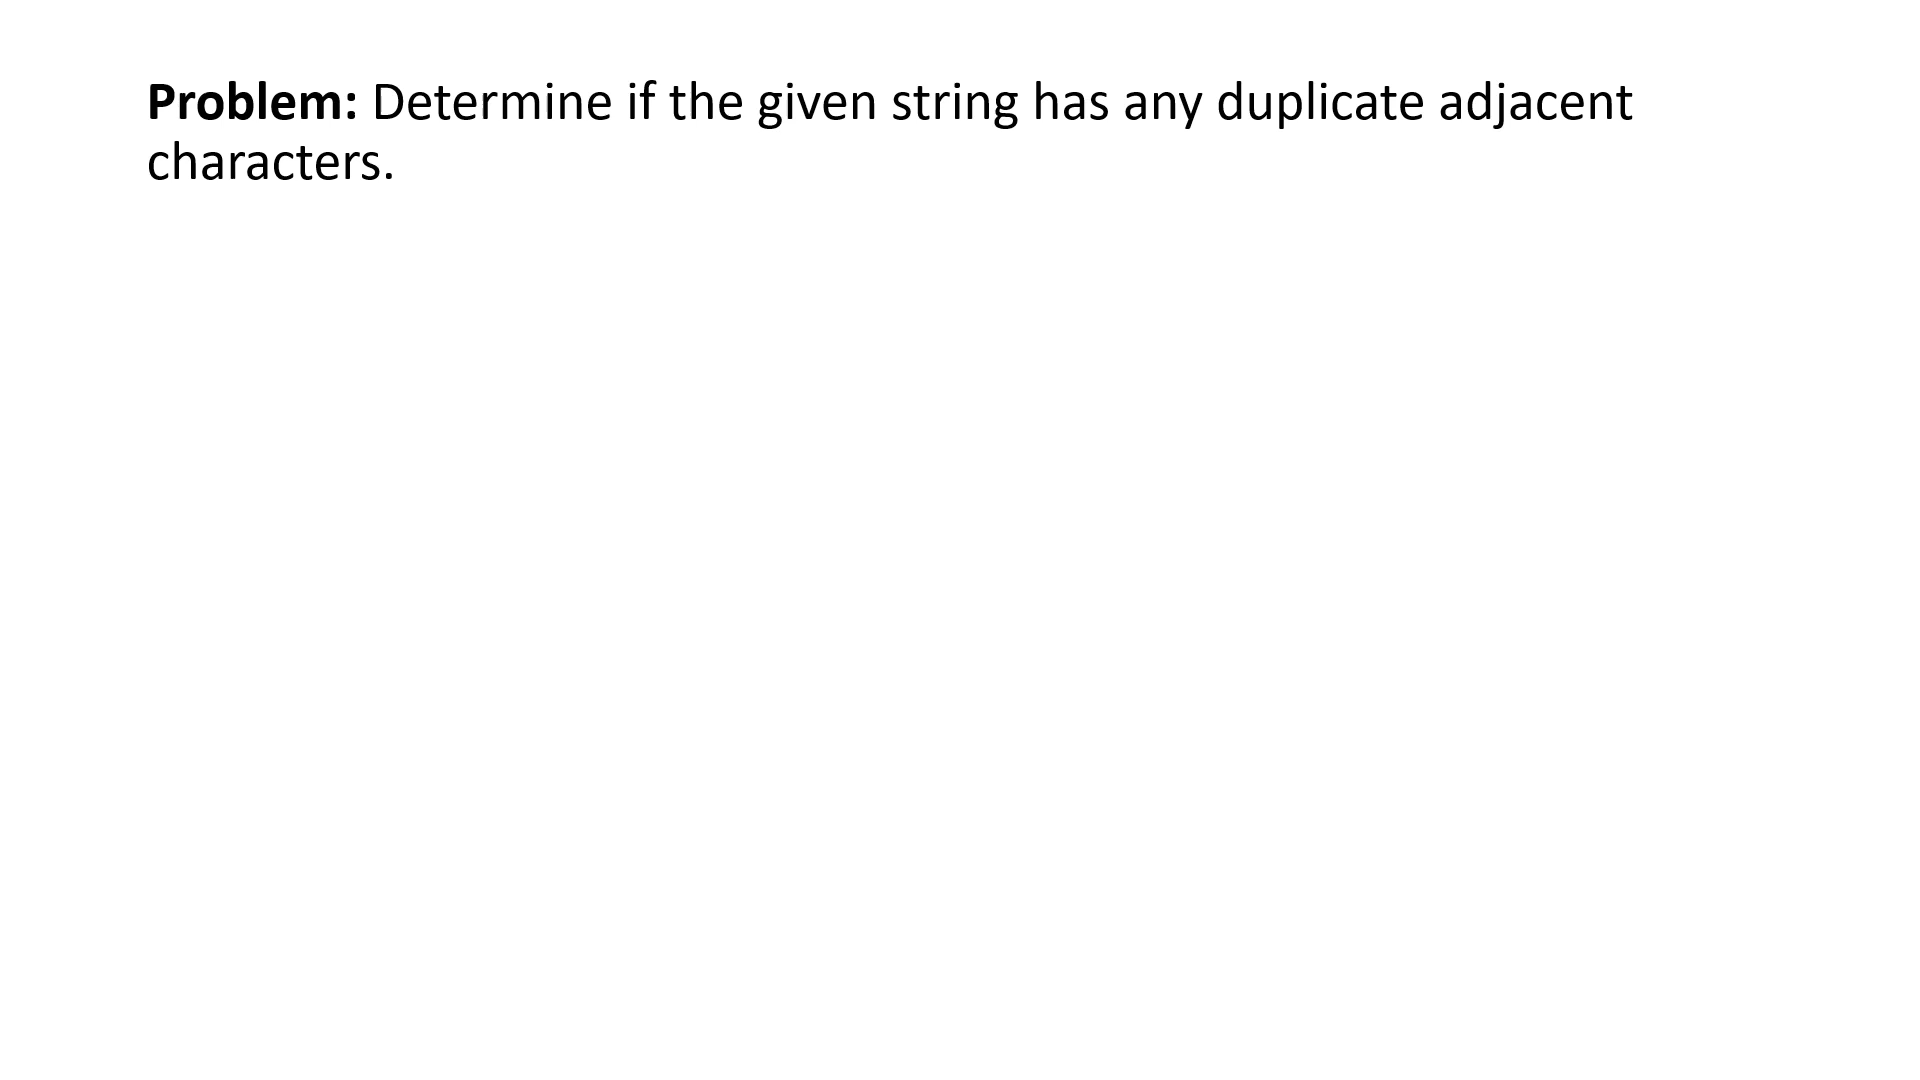 Problem: Determine if the given string has any duplicate adjacent
characters.